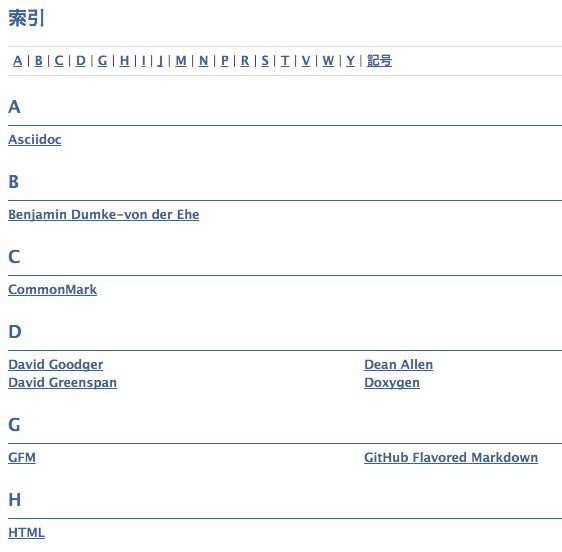 索引
A | B | C | D | G | H | I | J | M | N | P | R | S | T | V | W | Y | 記号
A
Asciidoc
B
Benjamin Dumke-von der Ehe
C
CommonMark
D
David Goodger
David Greenspan
Dean Allen
Doxygen
G
GFM
GitHub Flavored Markdown
H
HTML